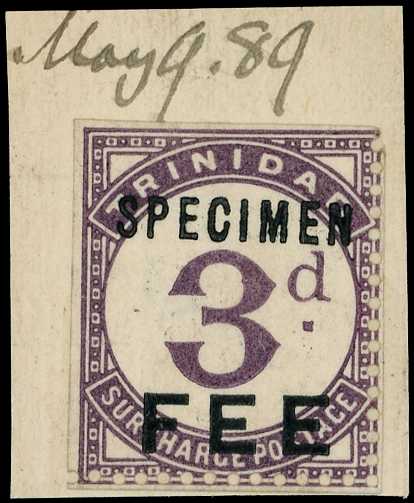 May 9. 89
TRINIDAD
SPECIMEN
3d.
FEE
SURCHARGE POSTAGE